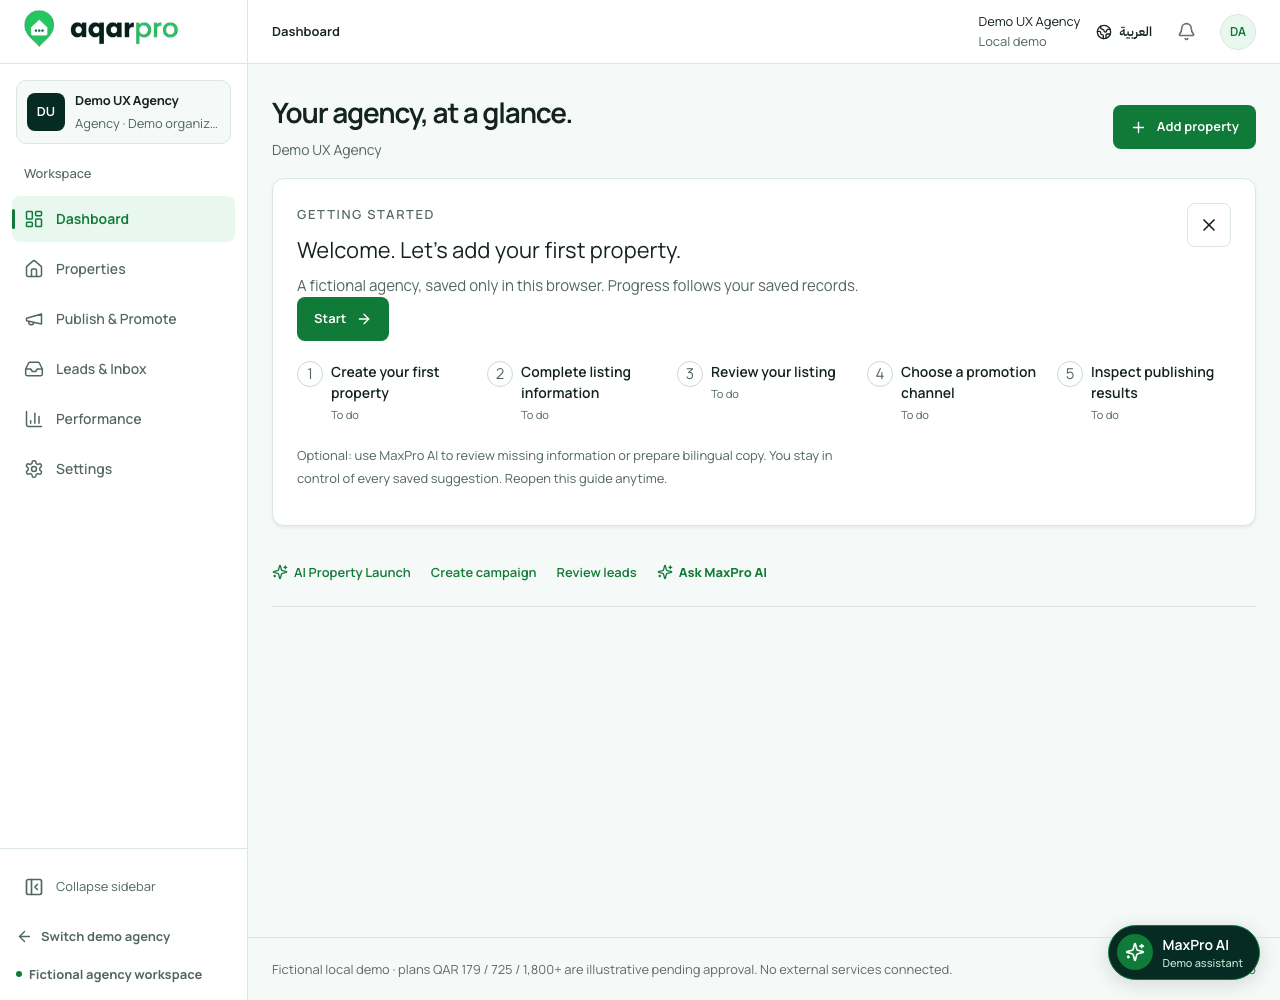 aqarpro
Dashboard
Demo UX Agency
Local demo
العربية
DA
DU
Demo UX Agency
Agency · Demo organiz...
Workspace
Dashboard
Properties
Publish & Promote
Leads & Inbox
Performance
Settings
Collapse sidebar
Switch demo agency
Fictional agency workspace
Your agency, at a glance.
Demo UX Agency
Add property
GETTING STARTED
Welcome. Let's add your first property.
A fictional agency, saved only in this browser. Progress follows your saved records.
Start
1 Create your first
property
To do
2 Complete listing
information
To do
3 Review your listing
To do
4 Choose a promotion
channel
To do
5 Inspect publishing
results
To do
Optional: use MaxPro AI to review missing information or prepare bilingual copy. You stay in
control of every saved suggestion. Reopen this guide anytime.
AI Property Launch Create campaign Review leads Ask MaxPro AI
Fictional local demo · plans QAR 179 / 725 / 1,800+ are illustrative pending approval. No external services connected.
MaxPro AI
Demo assistant